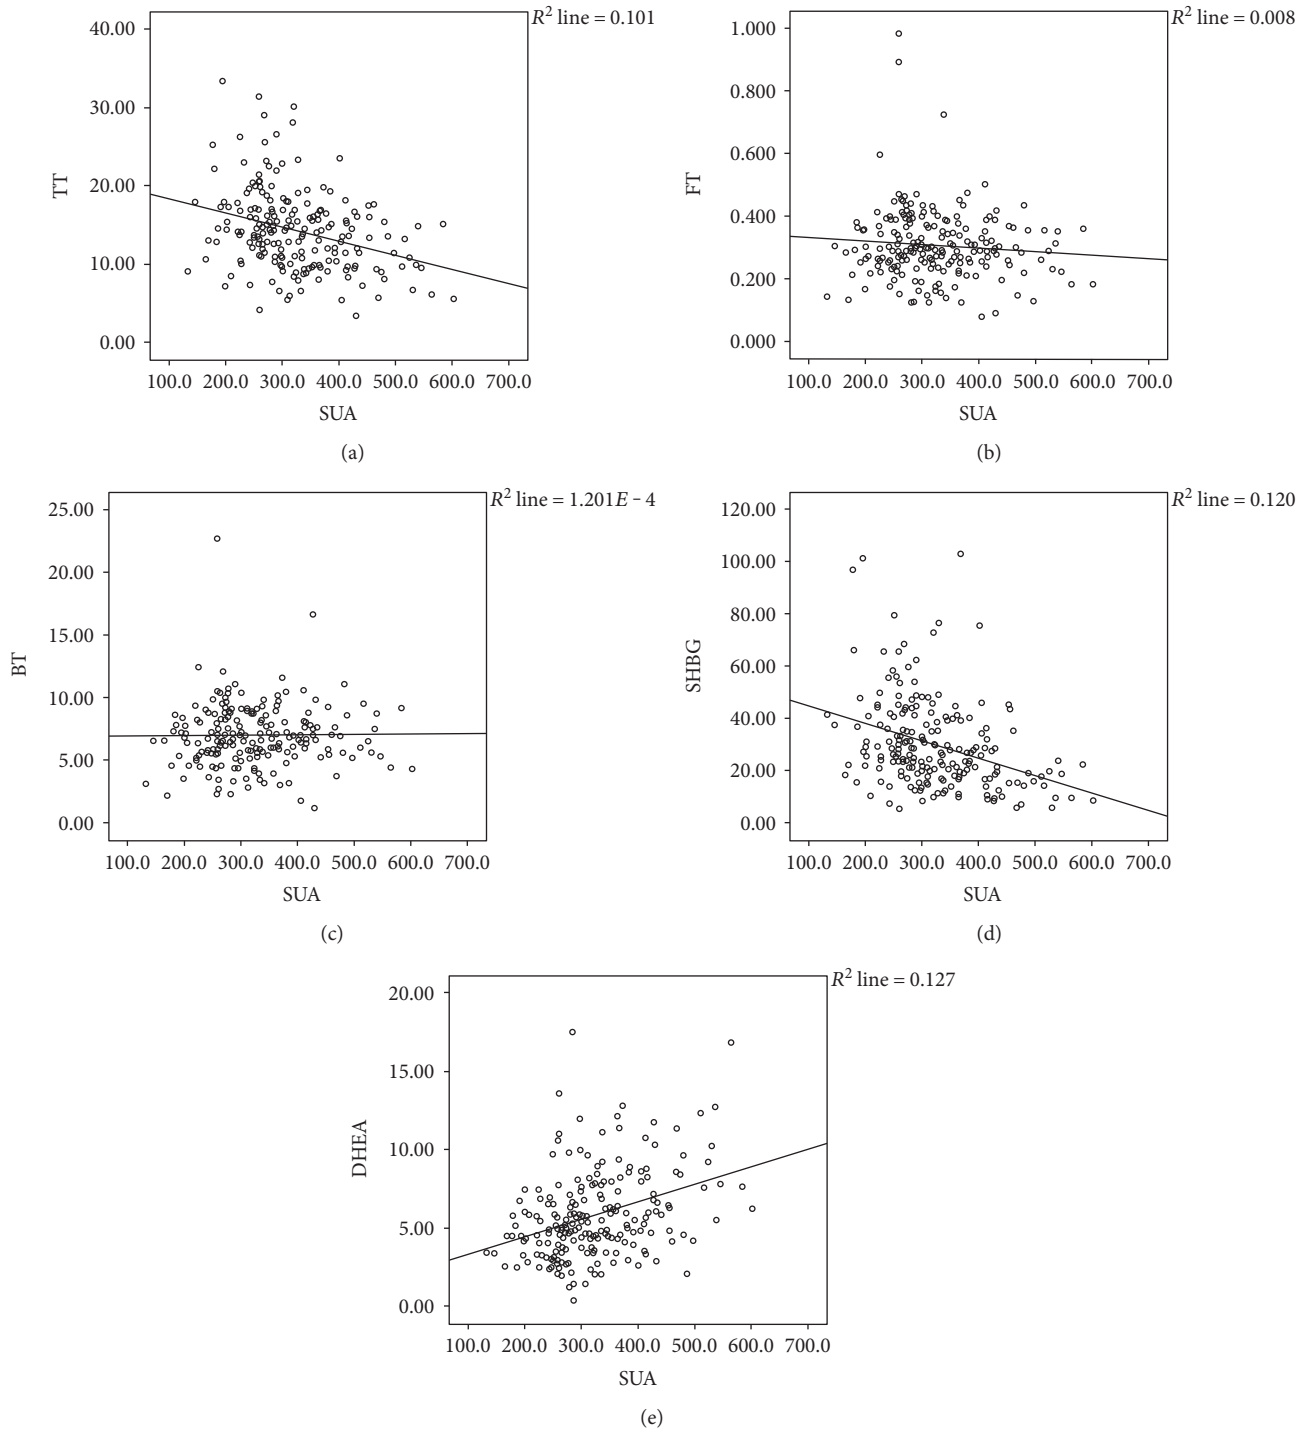 R² line = 0.101
40.00
30.00
20.00
10.00
0.00
TT
100.0 200.0 300.0 400.0 500.0 600.0 700.0
SUA
(a)
R² line = 0.008
1.000
0.800
0.600
0.400
0.200
0.000
FT
100.0 200.0 300.0 400.0 500.0 600.0 700.0
SUA
(b)
R² line = 1.201E − 4
25.00
20.00
15.00
10.00
5.00
0.00
BT
100.0 200.0 300.0 400.0 500.0 600.0 700.0
SUA
(c)
R² line = 0.120
120.00
100.00
80.00
60.00
40.00
20.00
0.00
SHBG
100.0 200.0 300.0 400.0 500.0 600.0 700.0
SUA
(d)
R² line = 0.127
20.00
15.00
10.00
5.00
0.00
DHEA
100.0 200.0 300.0 400.0 500.0 600.0 700.0
SUA
(e)